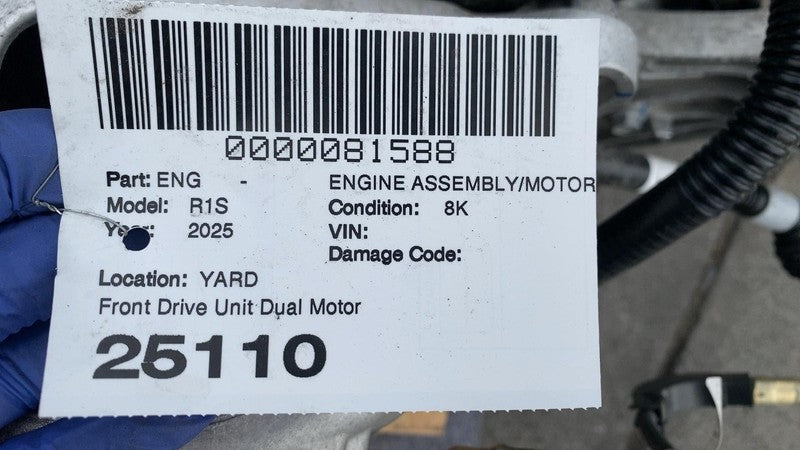 0000081588
Part: ENG - ENGINE ASSEMBLY/MOTOR
Model: R1S Condition: 8K
Year: 2025 VIN:
Damage Code:
Location: YARD
Front Drive Unit Dual Motor
25110